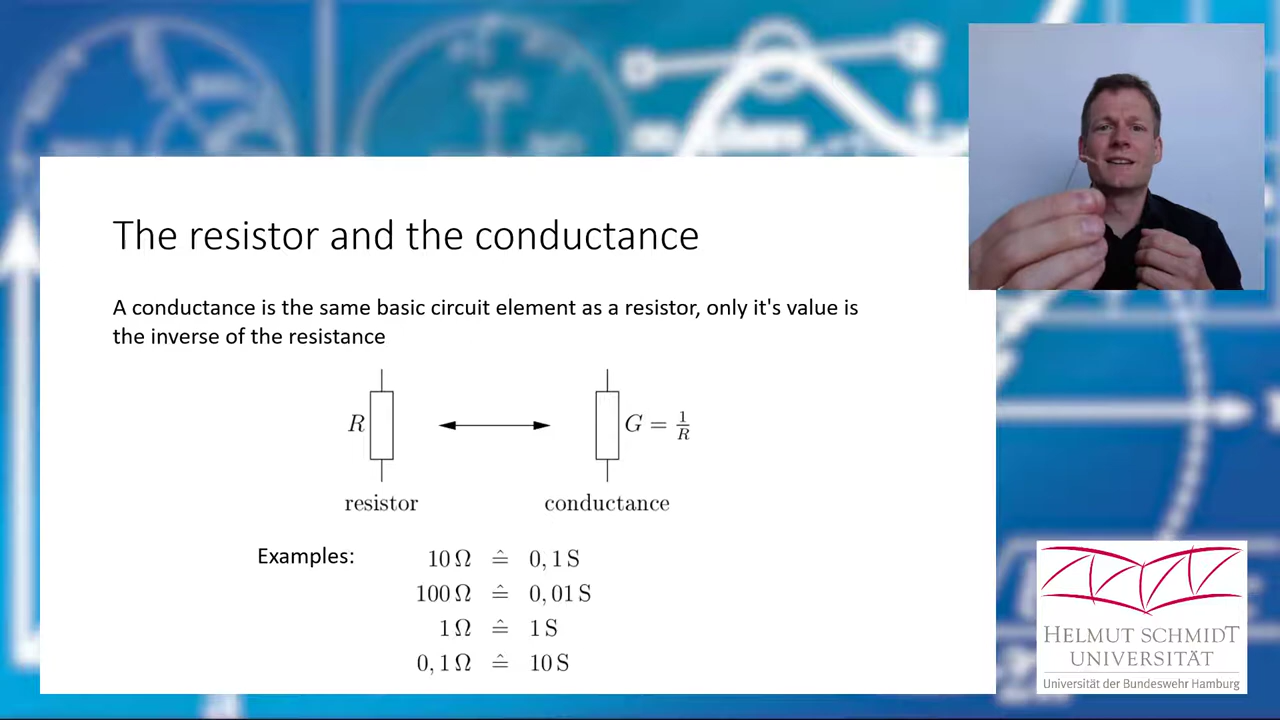 The resistor and the conductance
A conductance is the same basic circuit element as a resistor, only it's value is
the inverse of the resistance
R
G = 1/R
resistor
conductance
Examples:
10 Ω ≙ 0, 1 S
100 Ω ≙ 0, 01 S
1 Ω ≙ 1 S
0, 1 Ω ≙ 10 S
HELMUT SCHMIDT
UNIVERSITÄT
Universität der Bundeswehr Hamburg